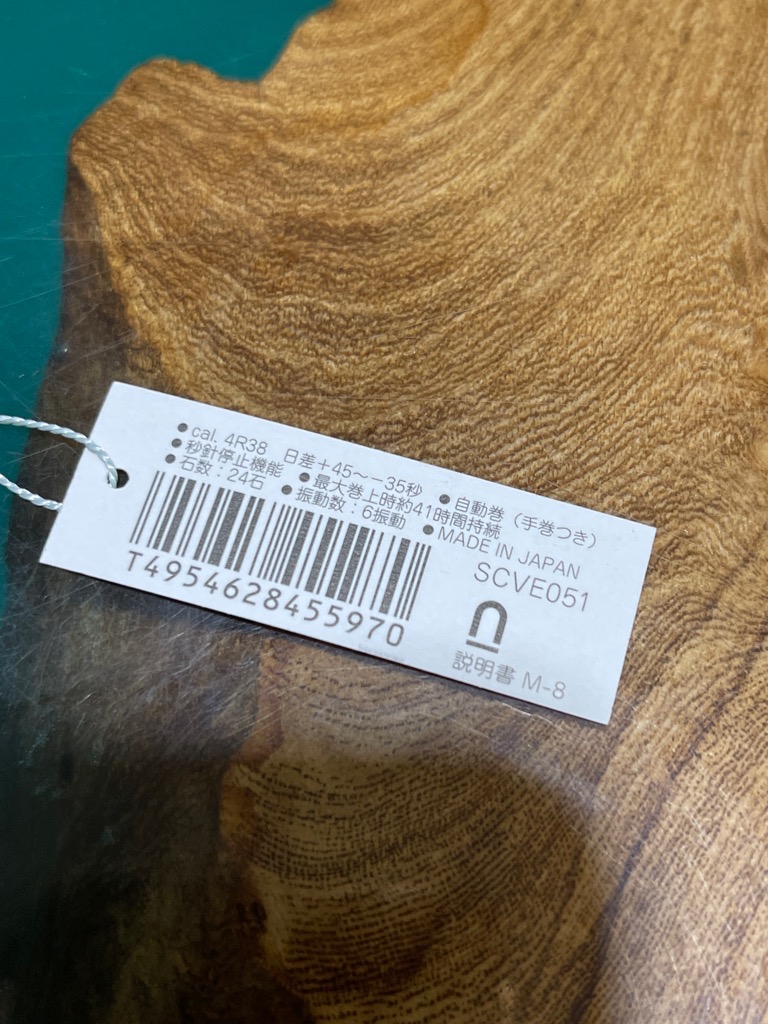 ●cal. 4R38 日差＋45〜−35秒 ●自動巻（手巻つき）
●秒針停止機能 ●最大巻上時約41時間持続
●石数：24石 ●振動数：6振動 ●MADE IN JAPAN
SCVE051
T4954628455970
説明書 M-8